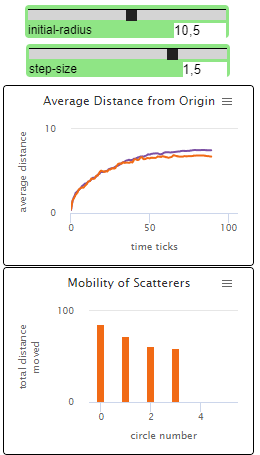 initial-radius 10,5
step-size 1,5
Average Distance from Origin
average distance
10
0
0 50 100
time ticks
Mobility of Scatterers
total distance
moved
100
0
0 2 4
circle number